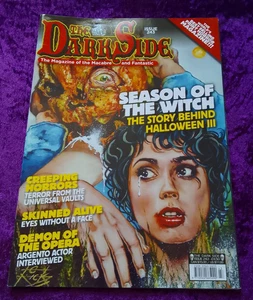 The
DARKSIDE
The Magazine of the Macabre and Fantastic
SEASON OF
THE WITCH
THE STORY BEHIND
HALLOWEEN III
CREEPING
HORRORS
TERROR FROM THE
UNIVERSAL VAULTS
SKINNED ALIVE
EYES WITHOUT A FACE
DEMON OF
THE OPERA
ARGENTO ACTOR
INTERVIEWED